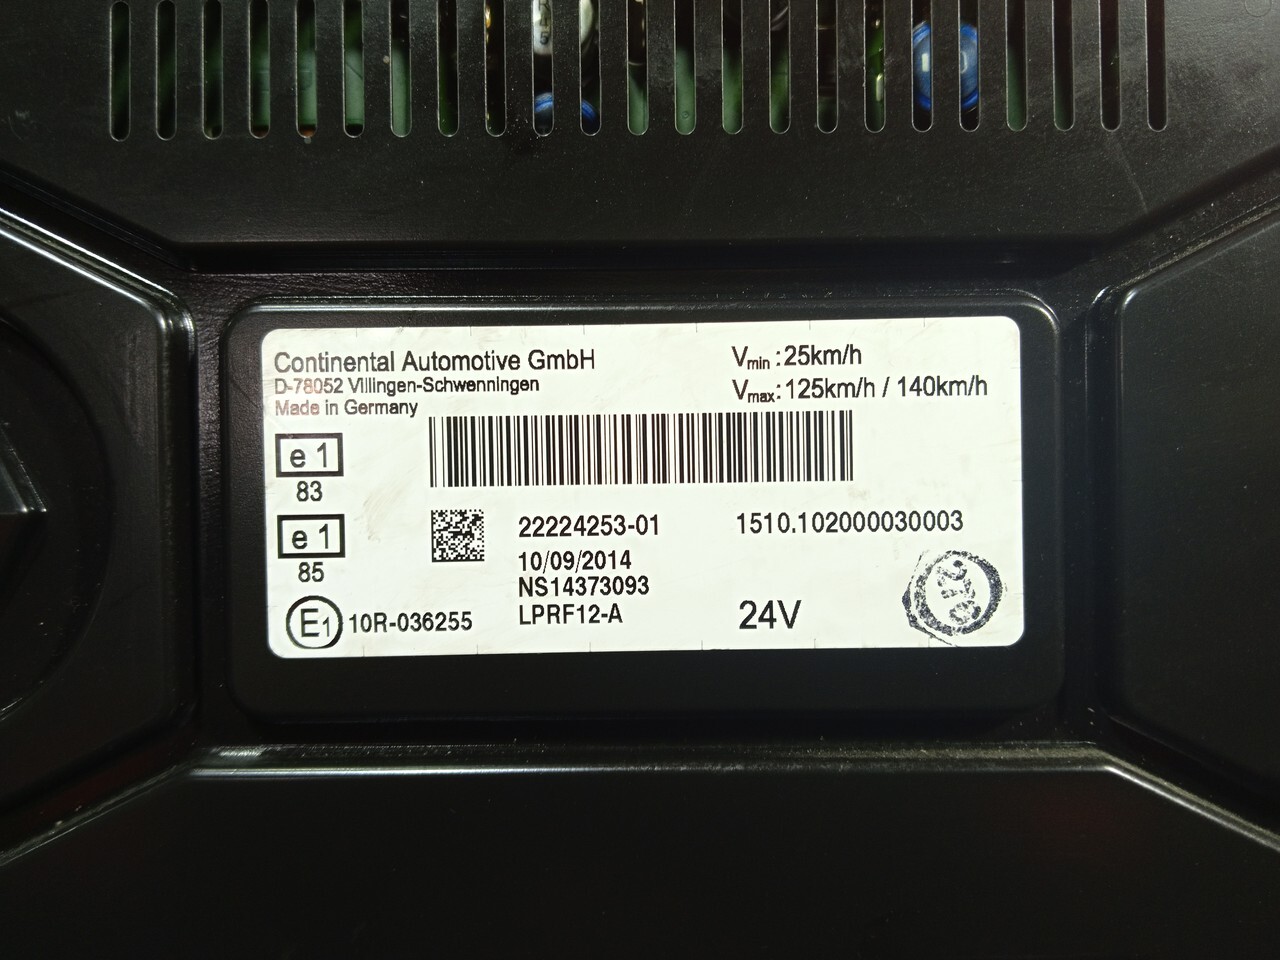 Continental Automotive GmbH
D-78052 Villingen-Schwenningen
Made in Germany
Vmin : 25km/h
Vmax : 125km/h / 140km/h
e 1
83
e 1
85
E1 10R-036255
22224253-01
10/09/2014
NS14373093
LPRF12-A
1510.102000030003
24V